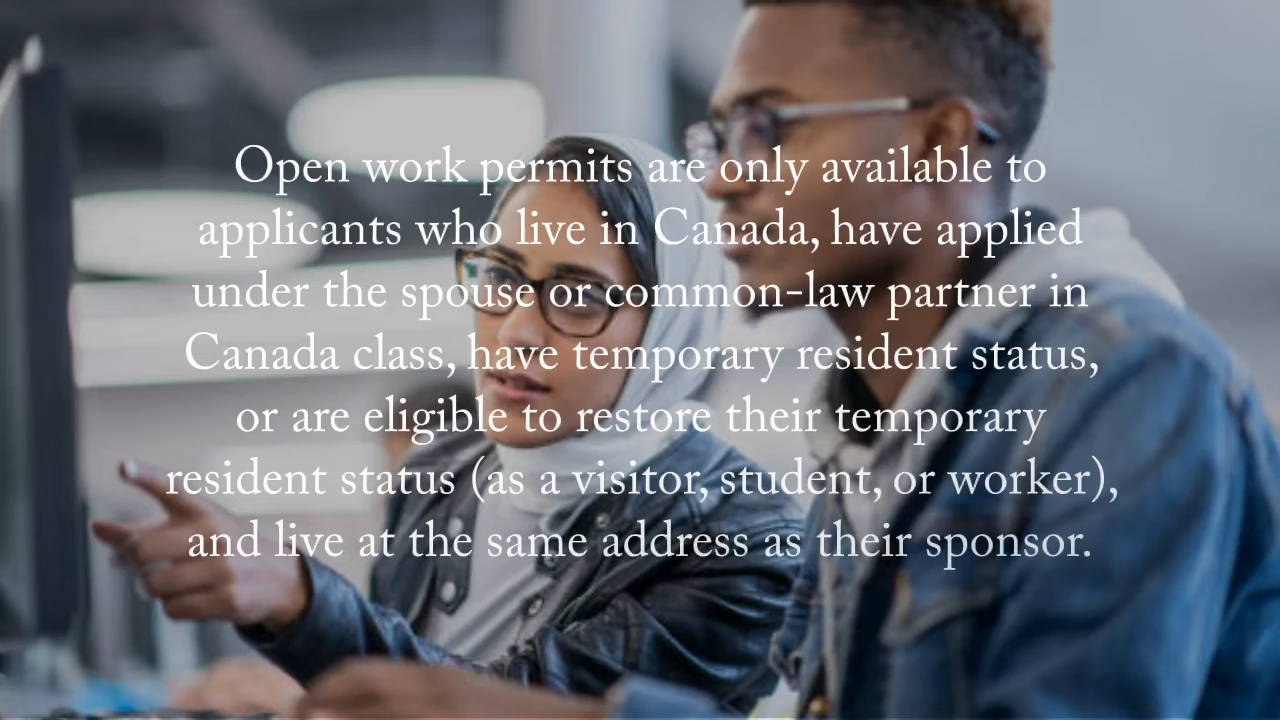 Open work permits are only available to
applicants who live in Canada, have applied
under the spouse or common-law partner in
Canada class, have temporary resident status,
or are eligible to restore their temporary
resident status (as a visitor, student, or worker),
and live at the same address as their sponsor.